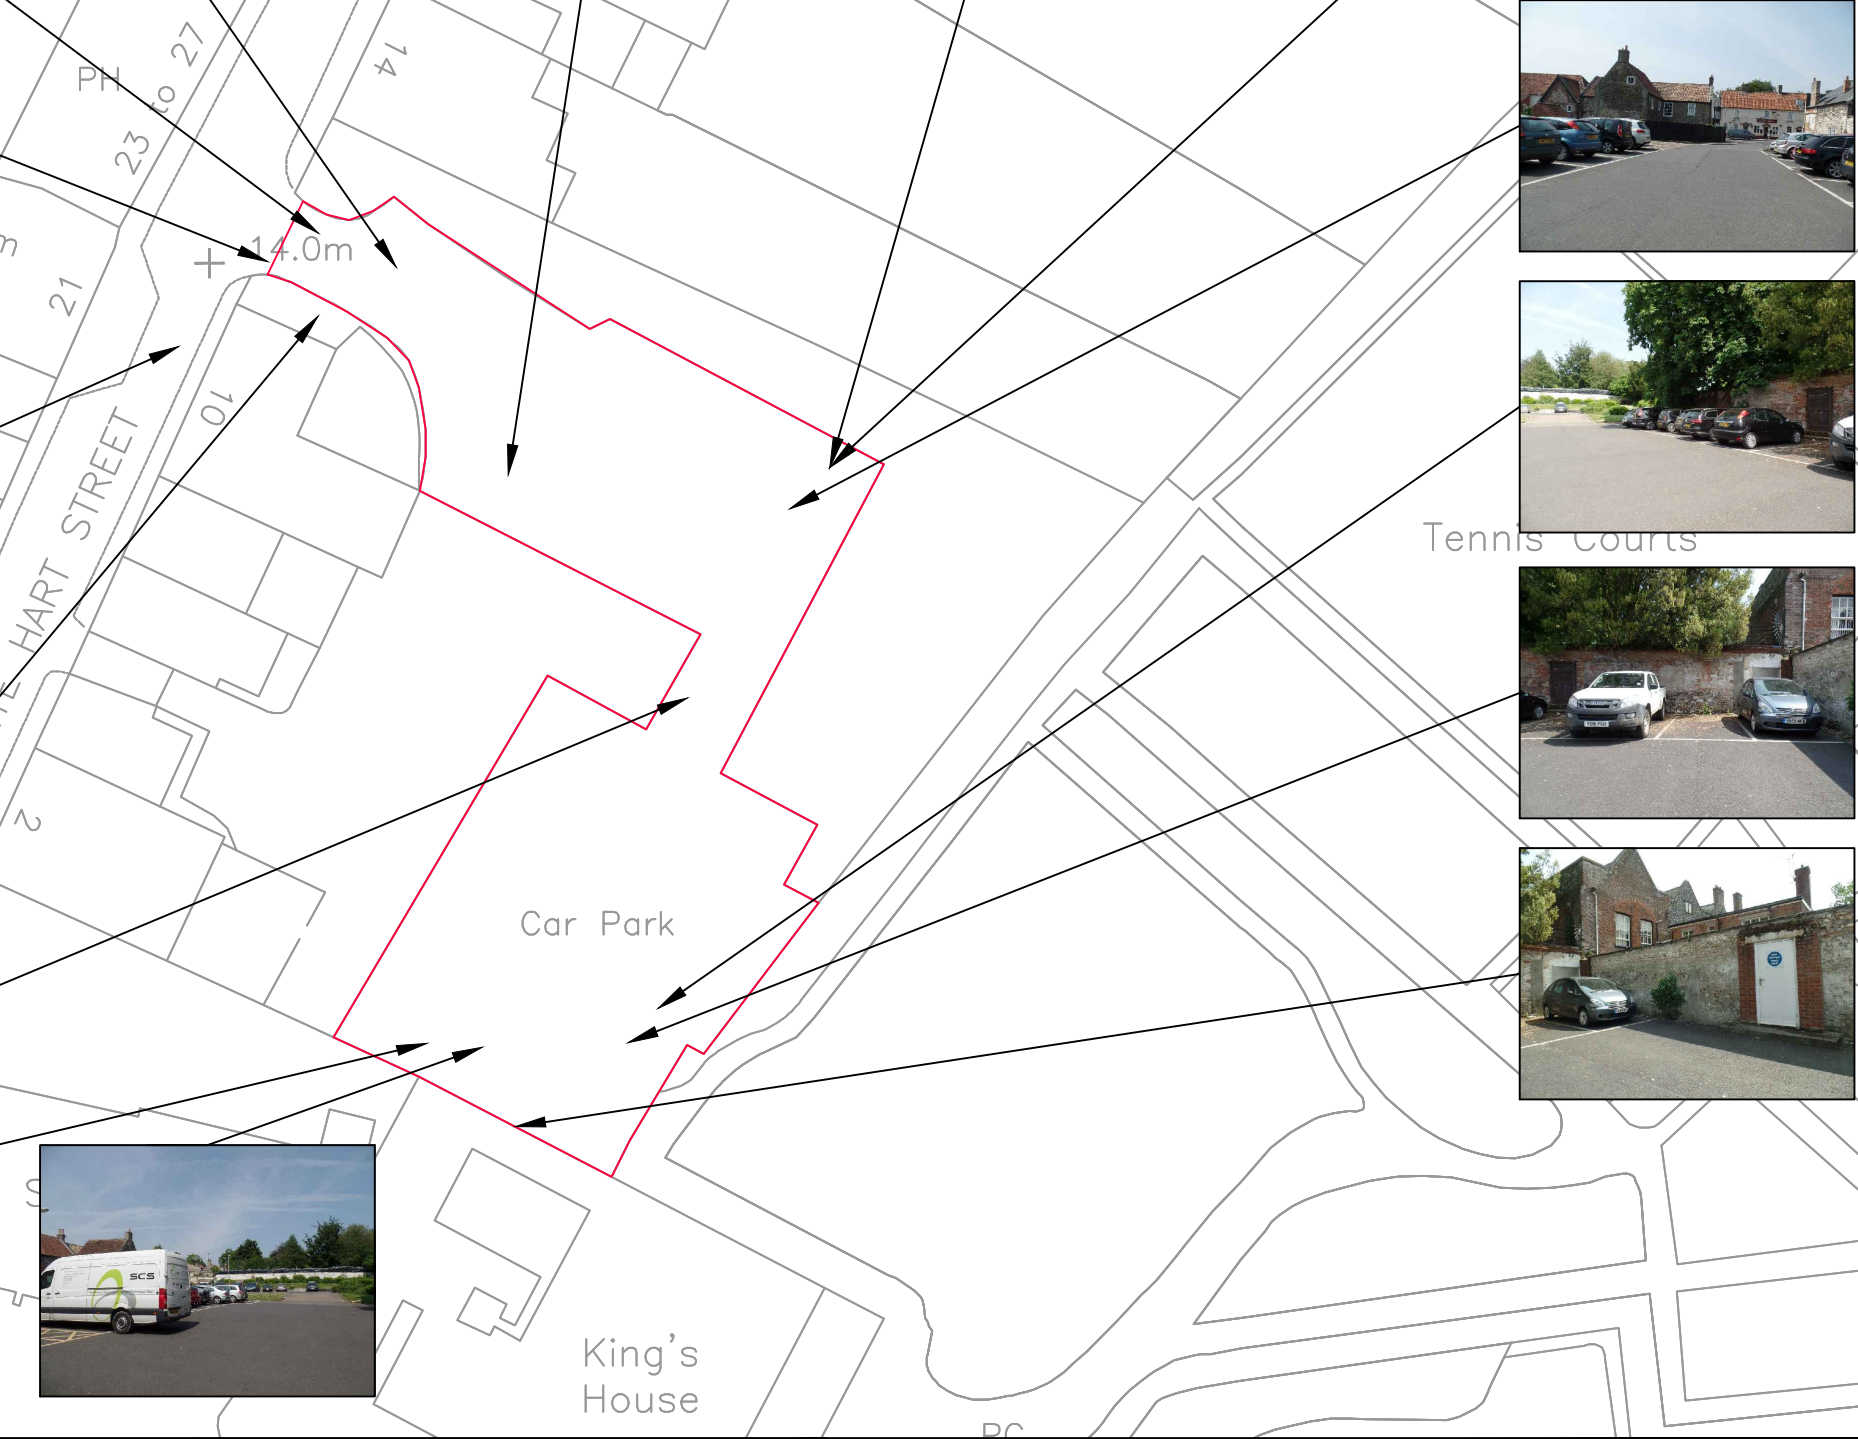 PH
23 to 27
14
14.0m
21
10
HART STREET
Tennis Courts
2
Car Park
SCS
King's
House